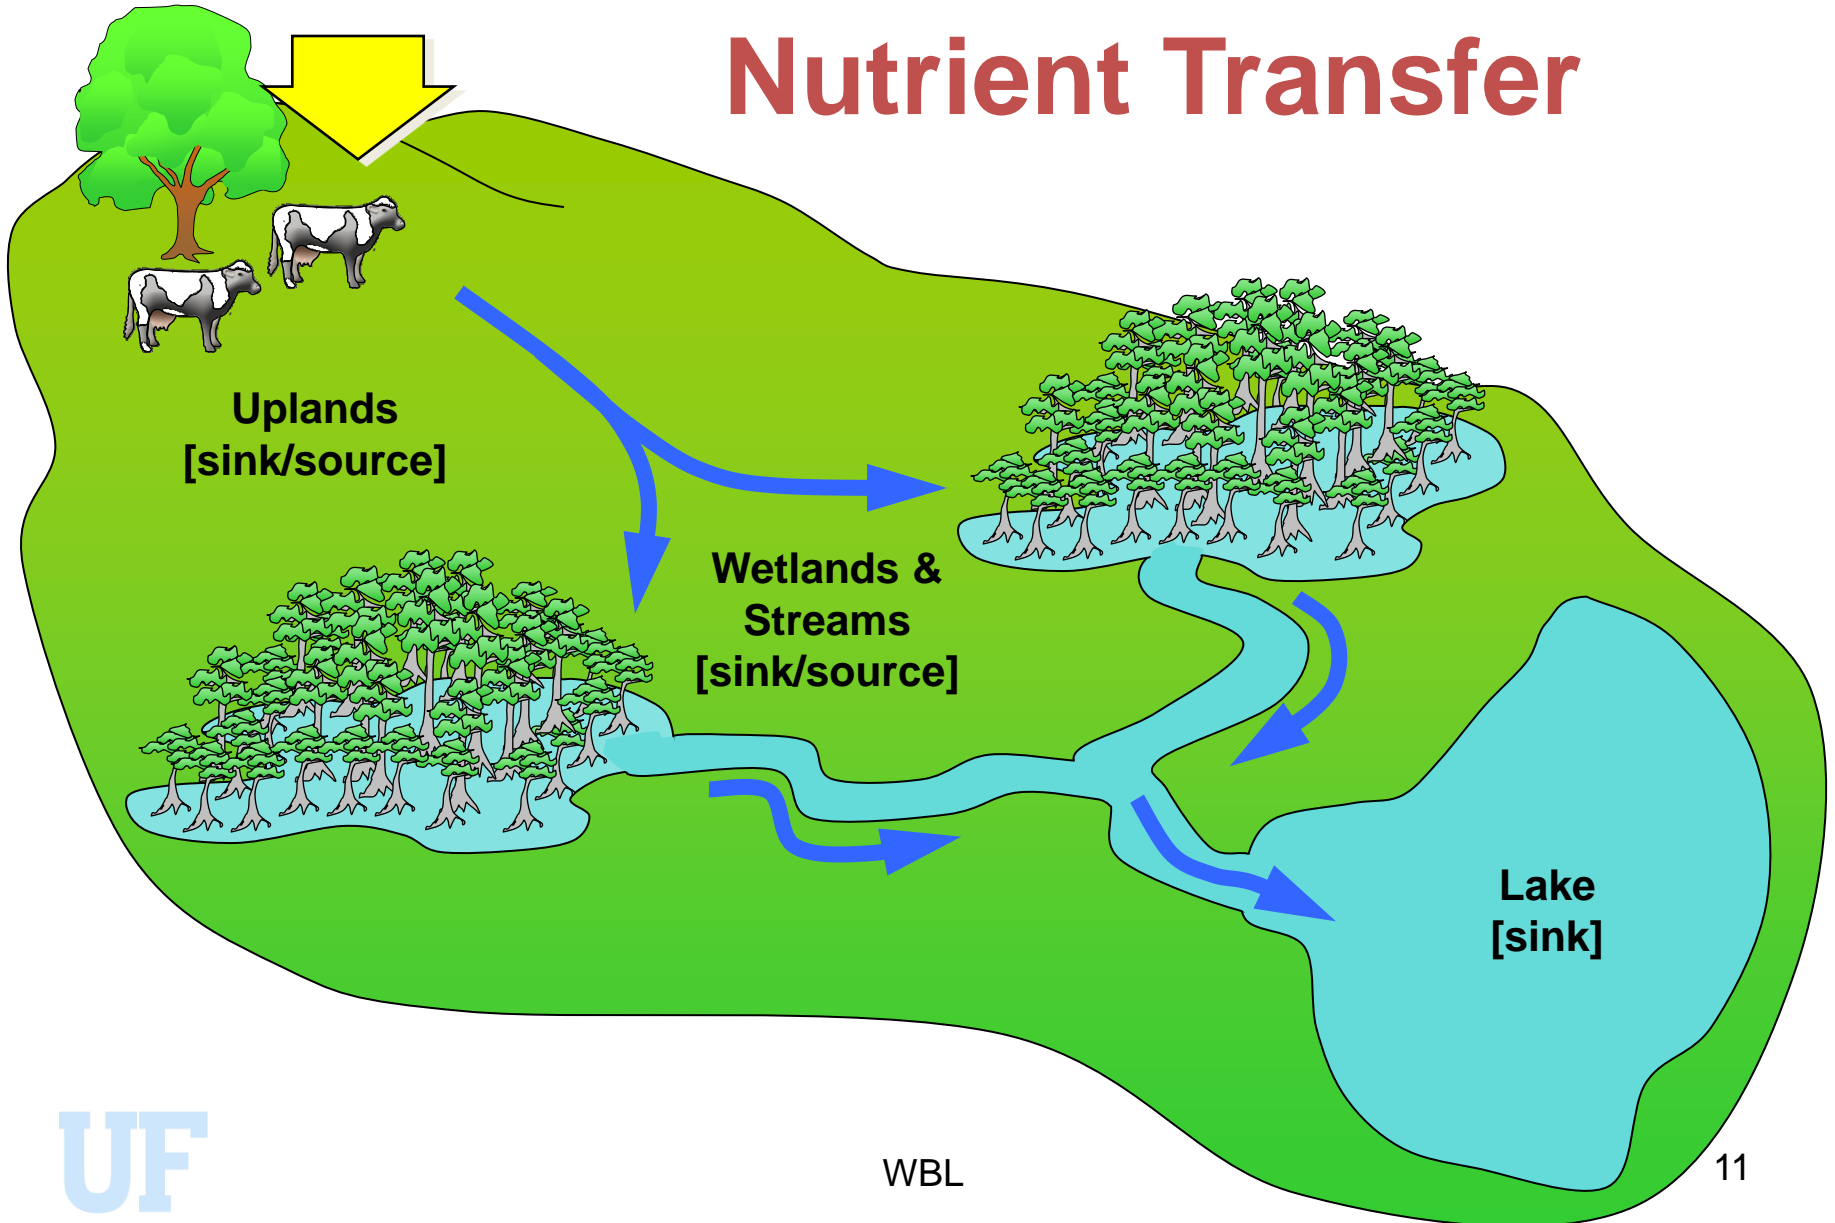 Nutrient Transfer
Uplands
[sink/source]
Wetlands &
Streams
[sink/source]
Lake
[sink]
UF
WBL
11